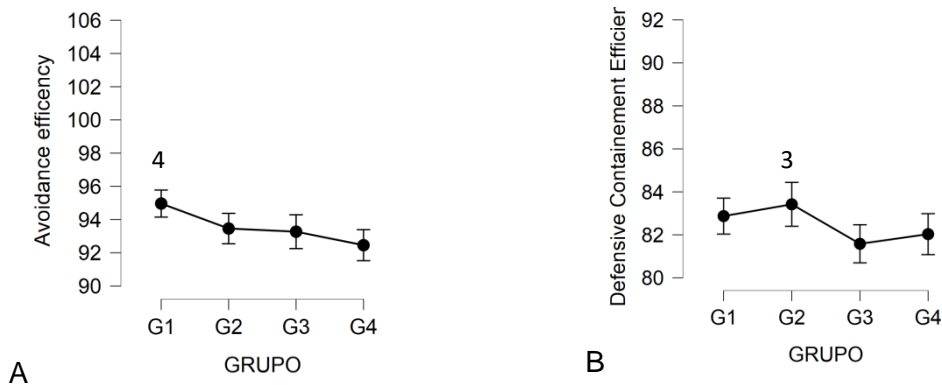 106
104
102
100
98
96
94
92
90
Avoidance efficency
4
G1 G2 G3 G4
GRUPO
A
92
90
88
86
84
82
80
Defensive Containement Efficier
3
G1 G2 G3 G4
GRUPO
B